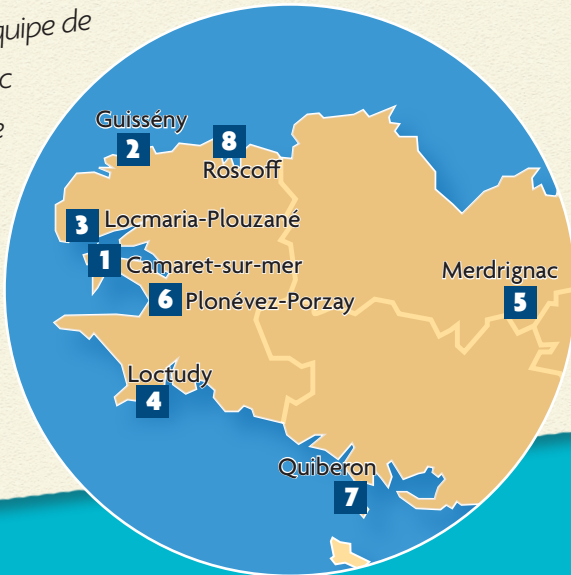 quipe de
c
e
Guissény
2
8
Roscoff
3 Locmaria-Plouzané
1 Camaret-sur-mer
Merdrignac
5
6 Plonévez-Porzay
Loctudy
4
Quiberon
7